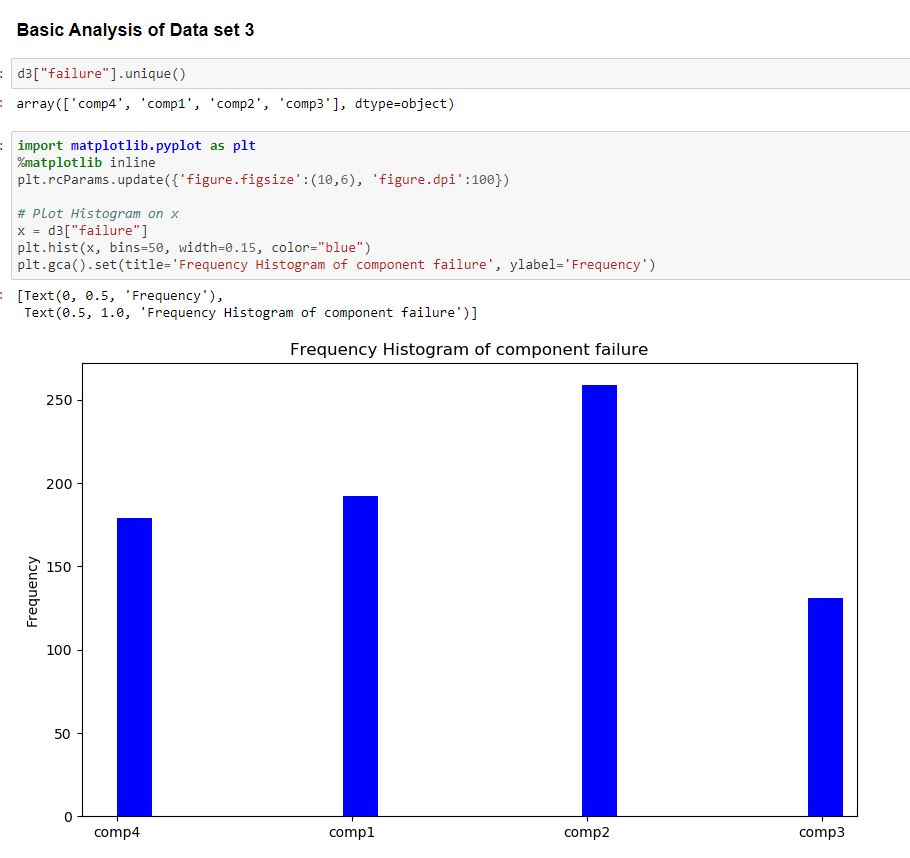 Basic Analysis of Data set 3
: d3["failure"].unique()
: array(['comp4', 'comp1', 'comp2', 'comp3'], dtype=object)
: import matplotlib.pyplot as plt
%matplotlib inline
plt.rcParams.update({'figure.figsize':(10,6), 'figure.dpi':100})
# Plot Histogram on x
x = d3["failure"]
plt.hist(x, bins=50, width=0.15, color="blue")
plt.gca().set(title='Frequency Histogram of component failure', ylabel='Frequency')
: [Text(0, 0.5, 'Frequency'),
Text(0.5, 1.0, 'Frequency Histogram of component failure')]
Frequency Histogram of component failure
250
200
150
100
50
0
Frequency
comp4 comp1 comp2 comp3